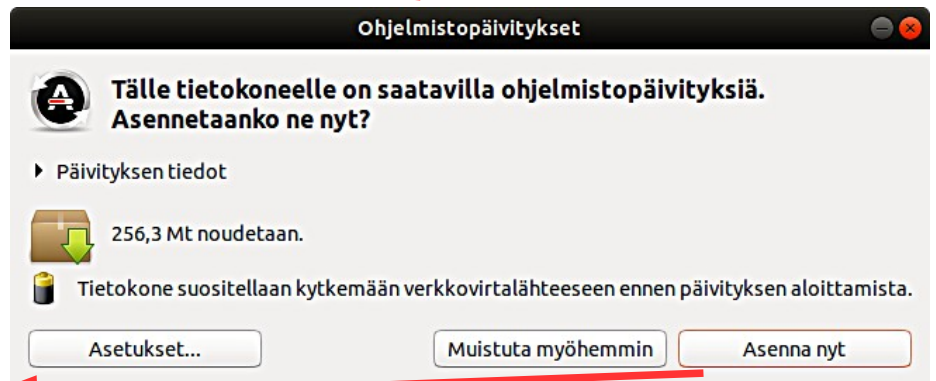 Ohjelmistopäivitykset
Tälle tietokoneelle on saatavilla ohjelmistopäivityksiä.
Asennetaanko ne nyt?
Päivityksen tiedot
256,3 Mt noudetaan.
Tietokone suositellaan kytkemään verkkovirtalähteeseen ennen päivityksen aloittamista.
Asetukset... Muistuta myöhemmin Asenna nyt